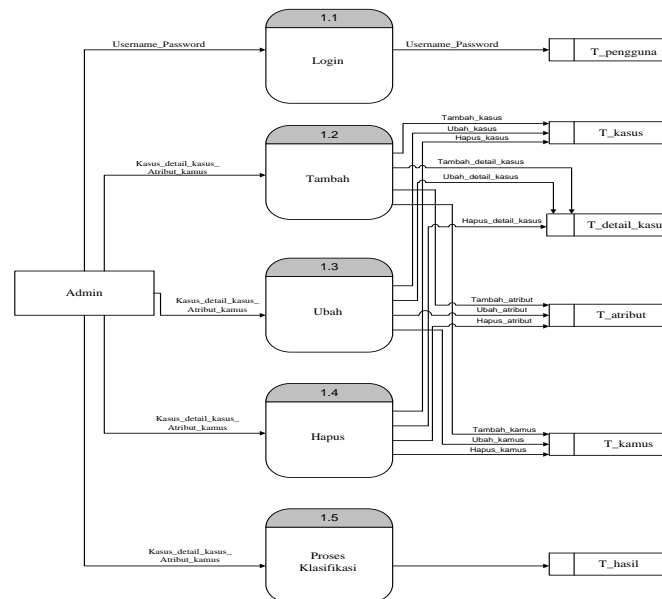 1.1
Username_Password
Username_Password
Login
T_pengguna
1.2
Tambah_kasus
Ubah_kasus
Hapus_kasus
T_kasus
Kasus_detail_kasus_
Atribut_kamus
Tambah
Tambah_detail_kasus
Ubah_detail_kasus
Hapus_detail_kasus
T_detail_kasus
1.3
Admin
Kasus_detail_kasus_
Atribut_kamus
Ubah
Tambah_atribut
Ubah_atribut
Hapus_atribut
T_atribut
1.4
Kasus_detail_kasus_
Atribut_kamus
Hapus
Tambah_kamus
Ubah_kamus
Hapus_kamus
T_kamus
1.5
Kasus_detail_kasus_
Atribut_kamus
Proses
Klasifikasi
T_hasil